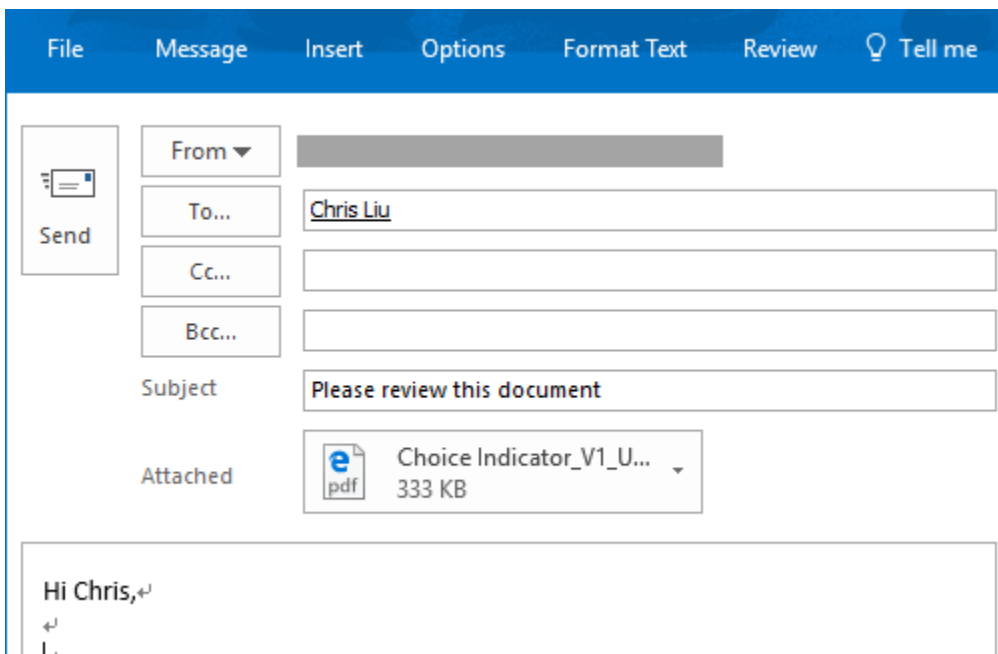 File Message Insert Options Format Text Review Tell me
From
To... Chris Liu
Send
Cc...
Bcc...
Subject Please review this document
Attached
pdf
Choice Indicator_V1_U...
333 KB
Hi Chris,